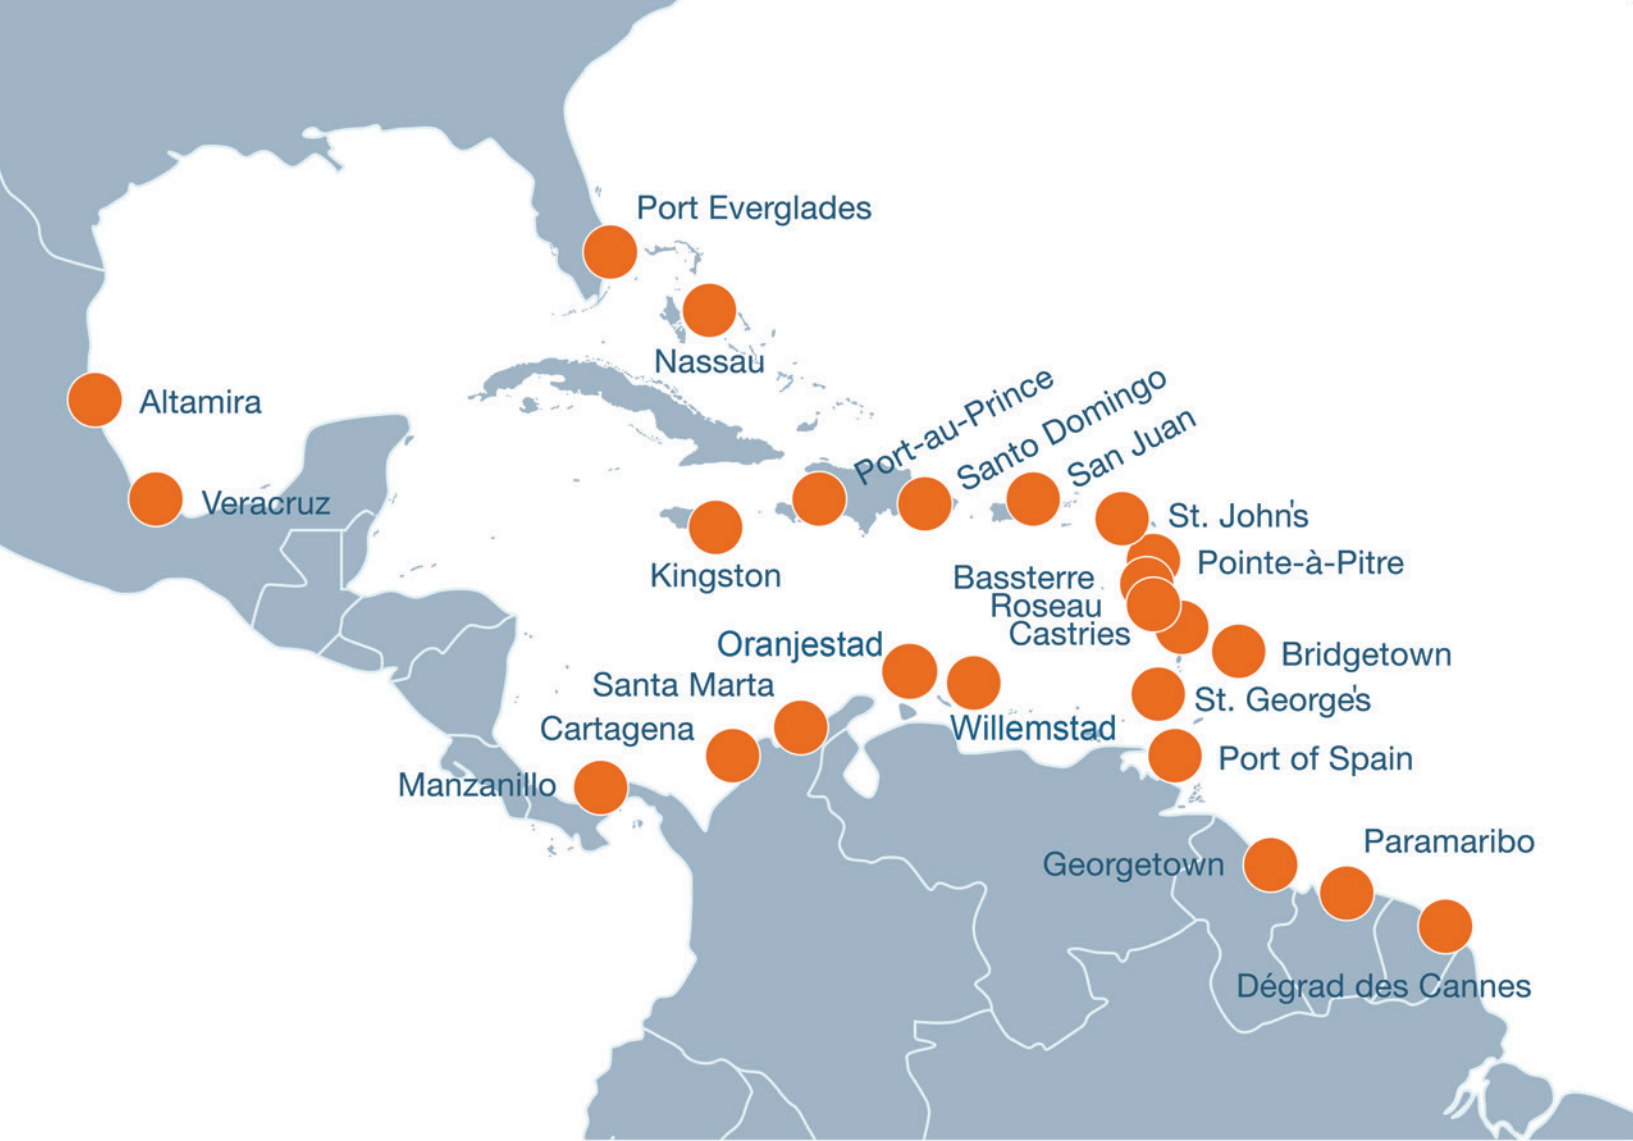 Port Everglades
Nassau
Altamira
Port-au-Prince
Santo Domingo
San Juan
Veracruz
St. John's
Kingston
Pointe-à-Pitre
Bassterre
Roseau
Castries
Oranjestad
Bridgetown
Santa Marta
St. George's
Cartagena
Willemstad
Port of Spain
Manzanillo
Paramaribo
Georgetown
Dégrad des Cannes